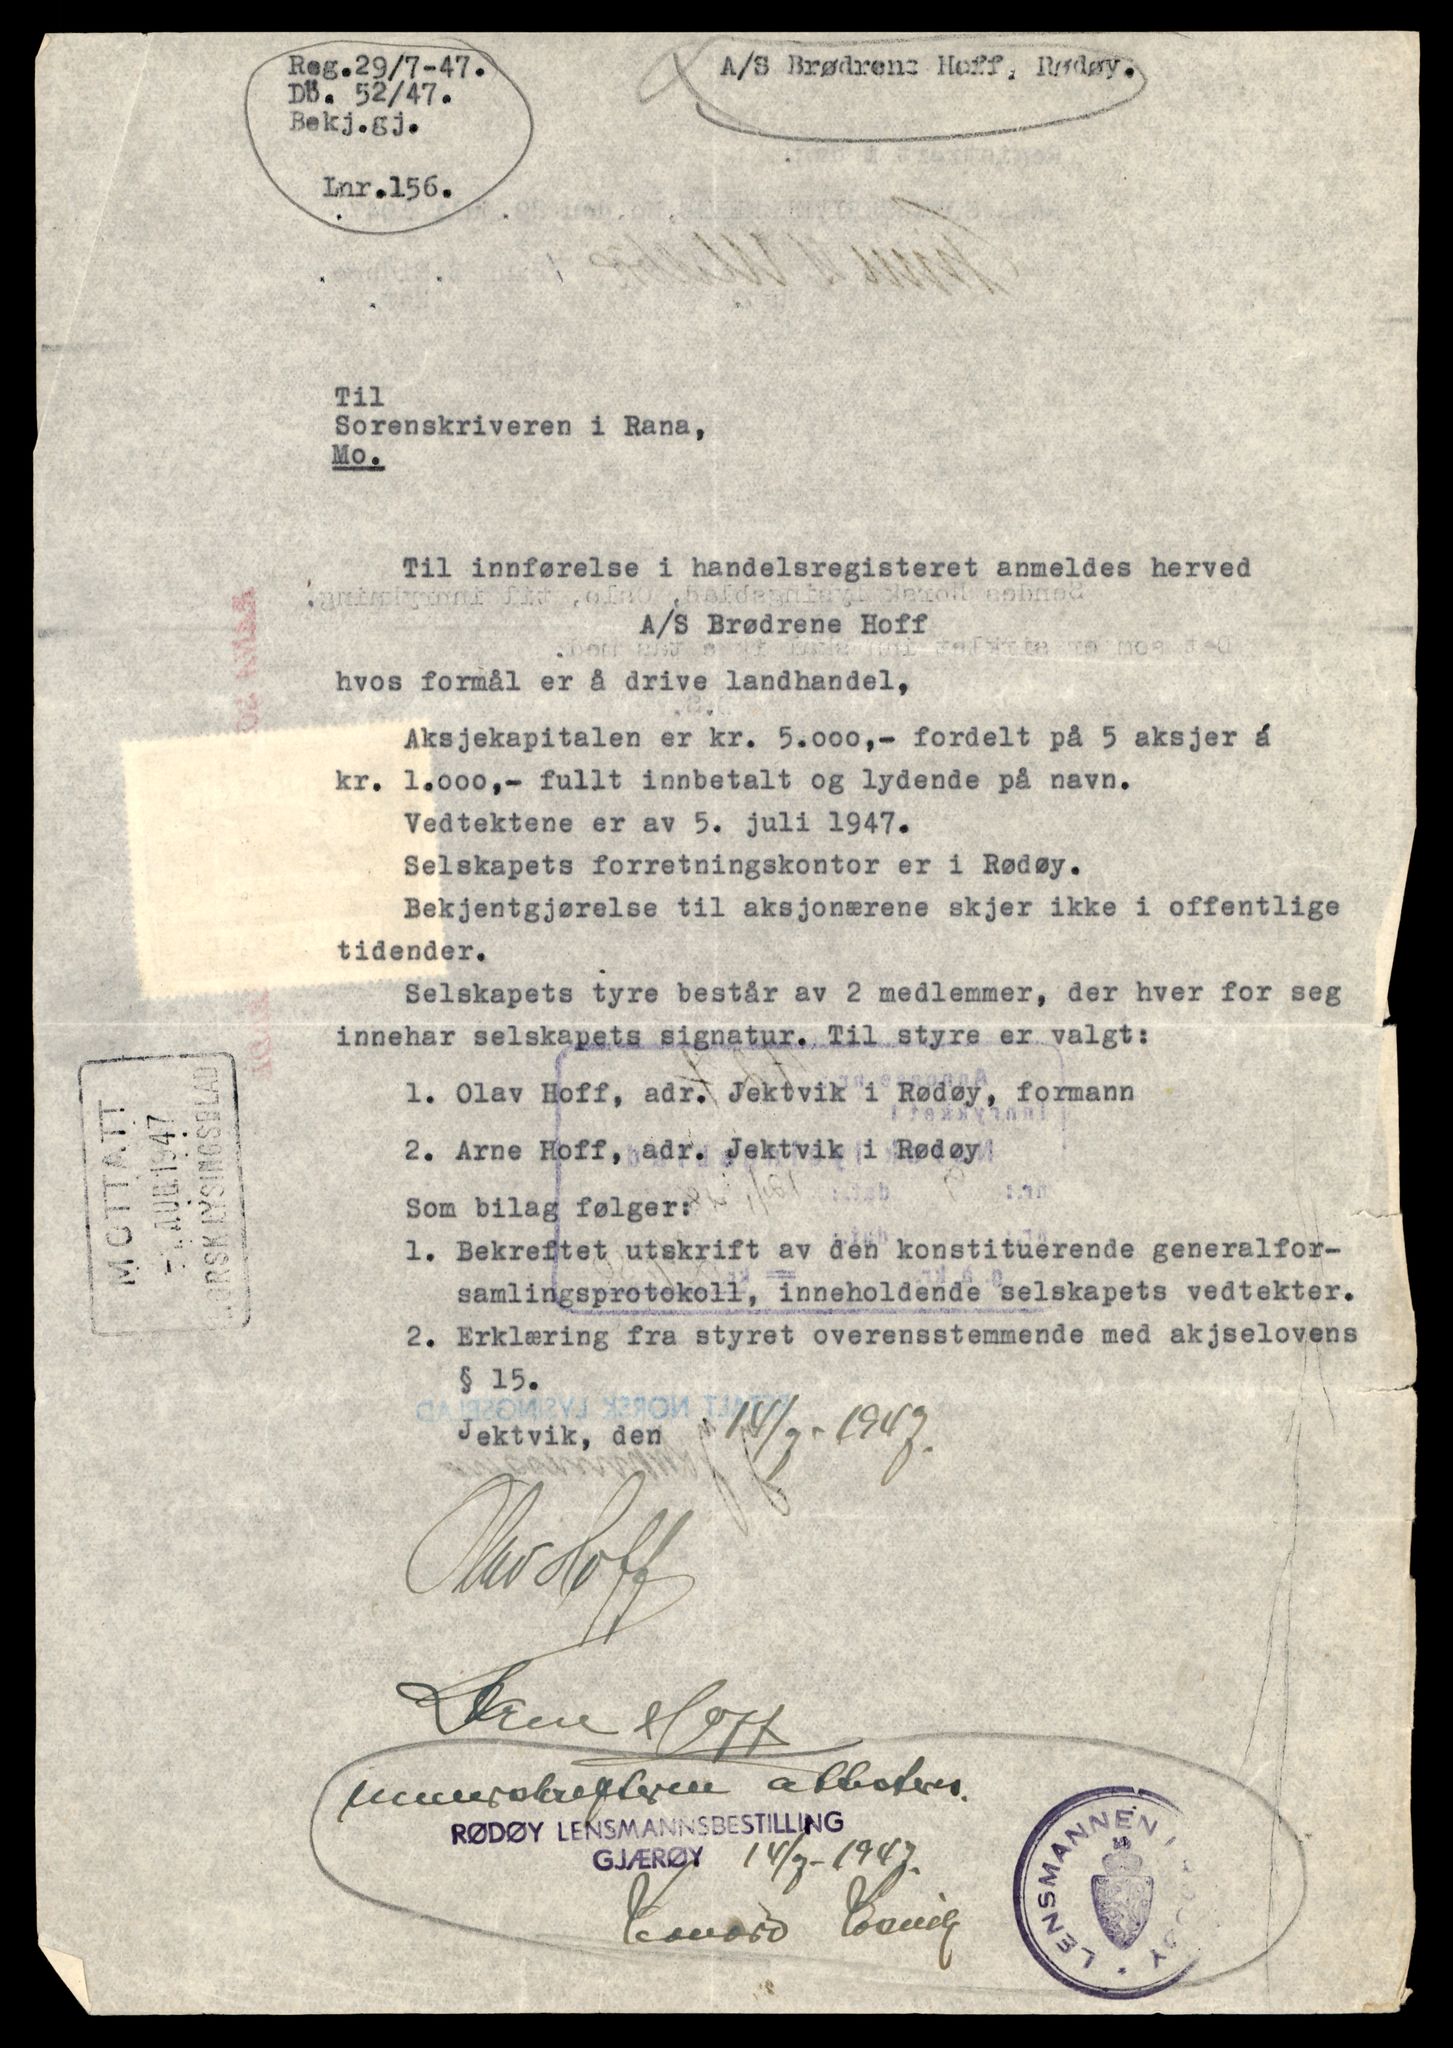 Reg.29/7-47.
DB. 52/47.
Bekj.gj.
Lnr.156.
A/S Brødrene Hoff, Rødøy.
Til
Sorenskriveren i Rana,
Mo.
Til innførelse i handelsregisteret anmeldes herved
A/S Brødrene Hoff
hvos formål er å drive landhandel,
Aksjekapitalen er kr. 5.000,- fordelt på 5 aksjer á
kr. 1.000,- fullt innbetalt og lydende på navn.
Vedtektene er av 5. juli 1947.
Selskapets forretningskontor er i Rødøy.
Bekjentgjørelse til aksjonærene skjer ikke i offentlige
tidender.
Selskapets tyre består av 2 medlemmer, der hver for seg
innehar selskapets signatur. Til styre er valgt:
1. Olav Hoff, adr. Jektvik i Rødøy, formann
2. Arne Hoff, adr. Jektvik i Rødøy
Som bilag følger:
1. Bekreftet utskrift av den konstituerende generalfor-
samlingsprotokoll, inneholdende selskapets vedtekter.
2. Erklæring fra styret overensstemmende med akjselovens
§ 15.
Jektvik, den 14/7-1947.
Olav Hoff
Arne Hoff
Underskriftene attesteres.
RØDØY LENSMANNSBESTILLING
GJÆRØY 14/7-1947.
LENSMANNEN I RØDØY
MOTTATT
AUG. 1947
NORSK LYSINGSBLAD